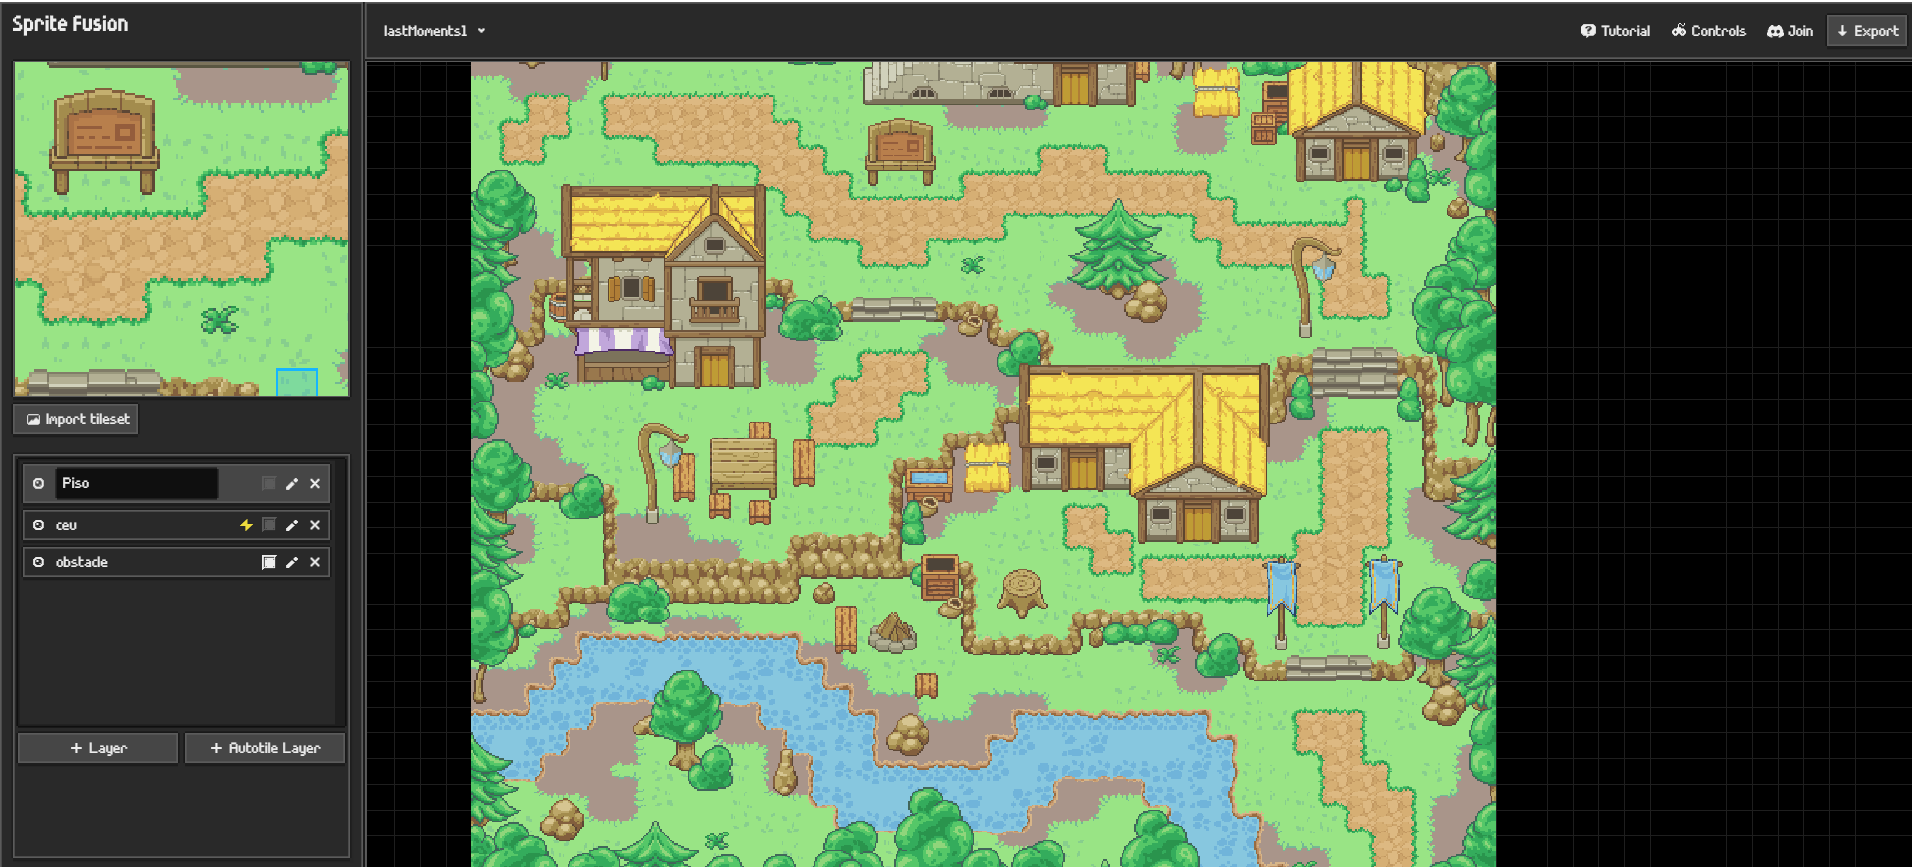 Sprite Fusion
lastMoments1
Tutorial
Controls
Join
Export
Import tileset
Piso
ceu
obstacle
+ Layer
+ Autotile Layer